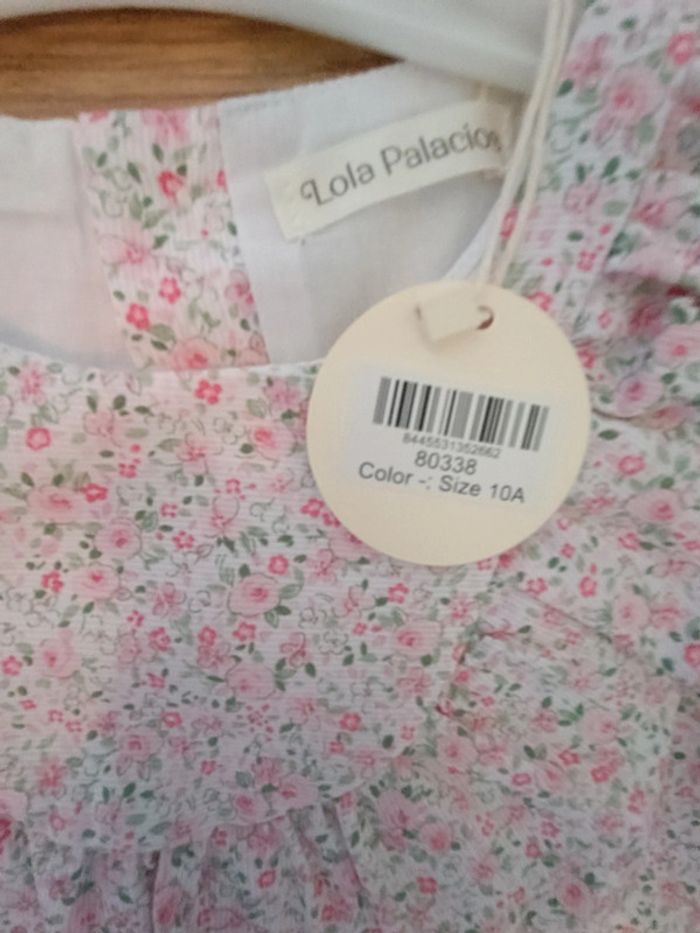 Lola Palacios
8445531352662
80338
Color -: Size 10A